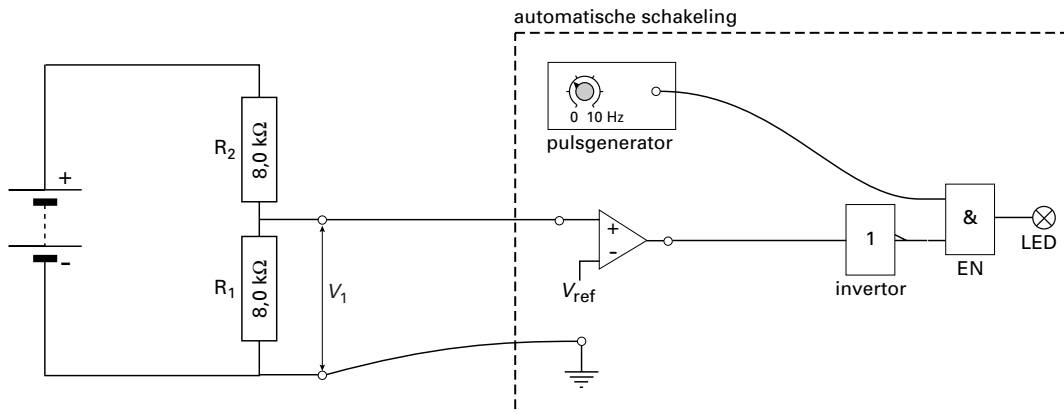 automatische schakeling
0 10 Hz
pulsgenerator
+
-
R2
8,0 kΩ
R1
8,0 kΩ
V1
+
-
Vref
1
invertor
&
EN
LED